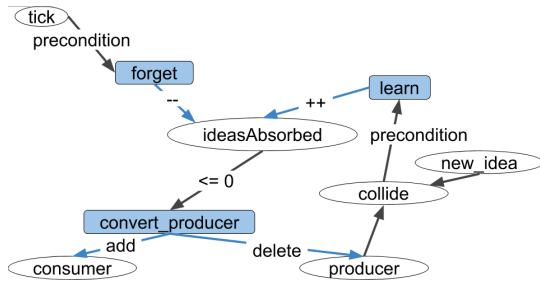 tick
precondition
forget
learn
--
++
ideasAbsorbed
precondition
new_idea
<= 0
collide
convert_producer
add
delete
consumer
producer